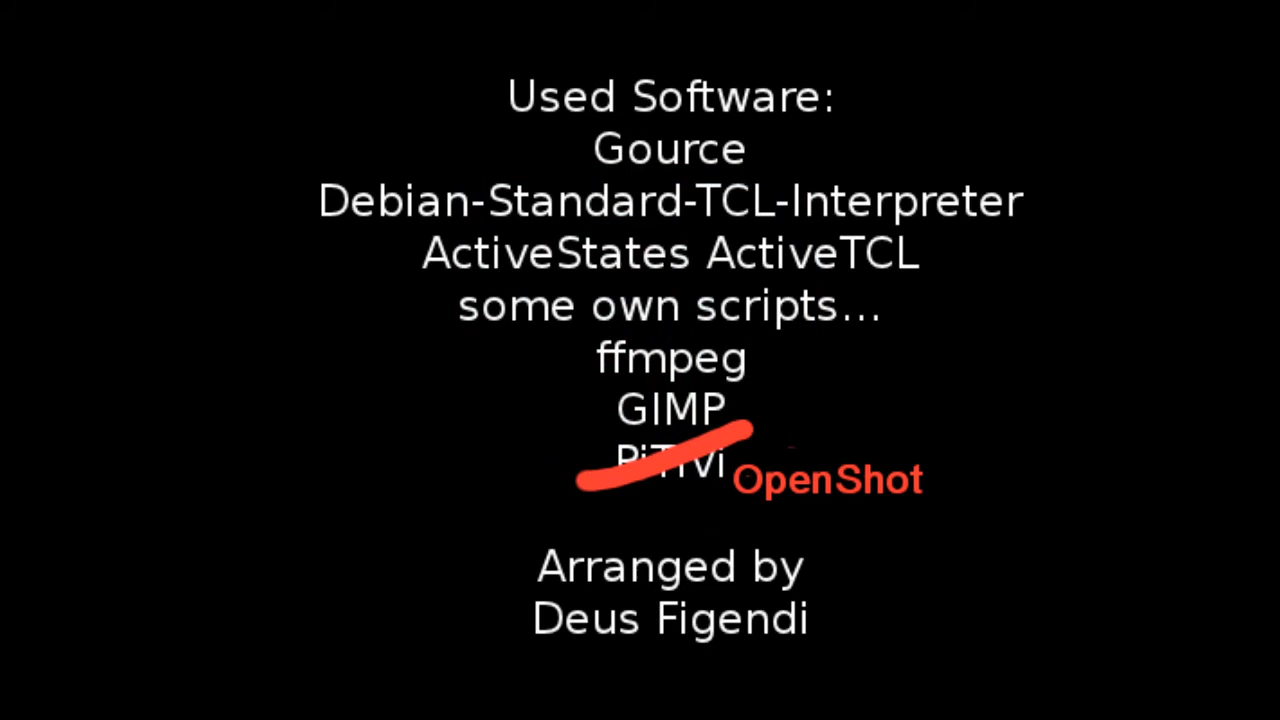 Used Software:
Gource
Debian-Standard-TCL-Interpreter
ActiveStates ActiveTCL
some own scripts...
ffmpeg
GIMP
PiTiVi OpenShot
Arranged by
Deus Figendi